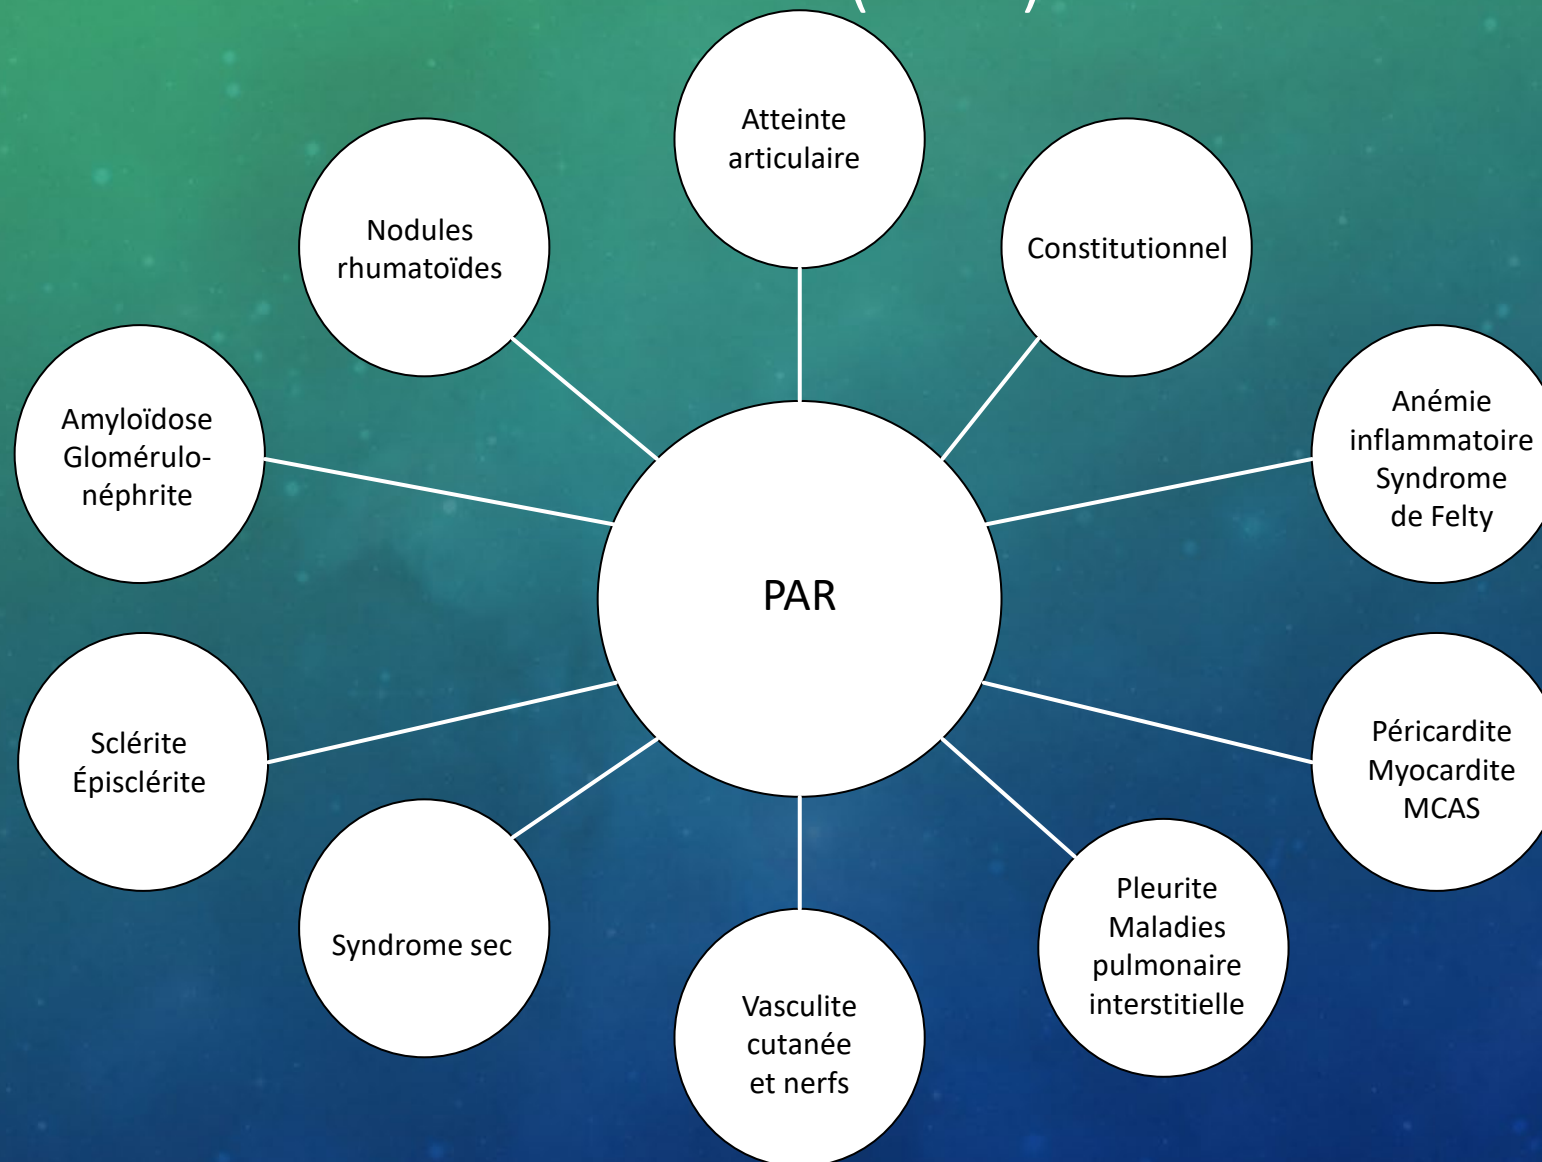 Atteinte
articulaire
Constitutionnel
Anémie
inflammatoire
Syndrome
de Felty
Péricardite
Myocardite
MCAS
Pleurite
Maladies
pulmonaire
interstitielle
Vasculite
cutanée
et nerfs
Syndrome sec
Sclérite
Épisclérite
Amyloïdose
Glomérulo-
néphrite
Nodules
rhumatoïdes
PAR